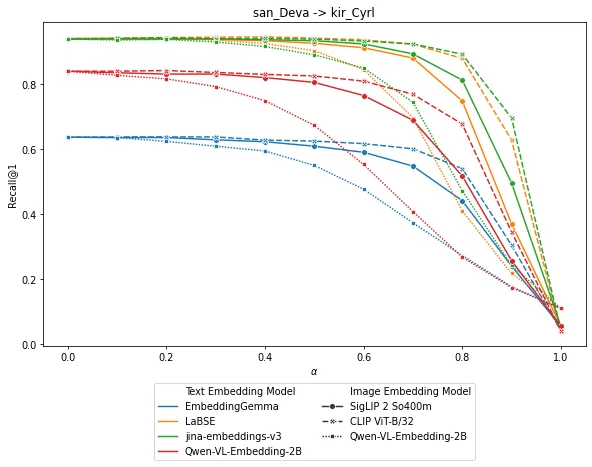 san_Deva -> kir_Cyrl
Recall@1
0.8
0.6
0.4
0.2
0.0
0.0 0.2 0.4 0.6 0.8 1.0
α
Text Embedding Model Image Embedding Model
EmbeddingGemma SigLIP 2 So400m
LaBSE CLIP ViT-B/32
jina-embeddings-v3 Qwen-VL-Embedding-2B
Qwen-VL-Embedding-2B